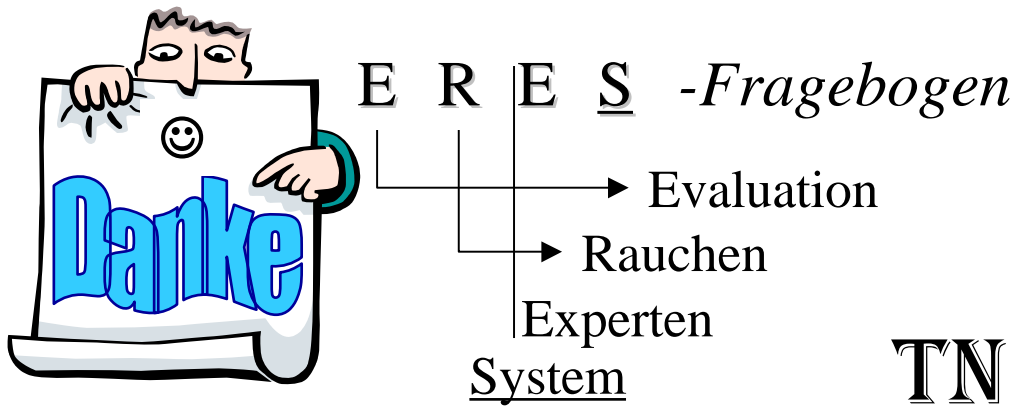 E R E S -Fragebogen
Danke
Evaluation
Rauchen
Experten
System
TN